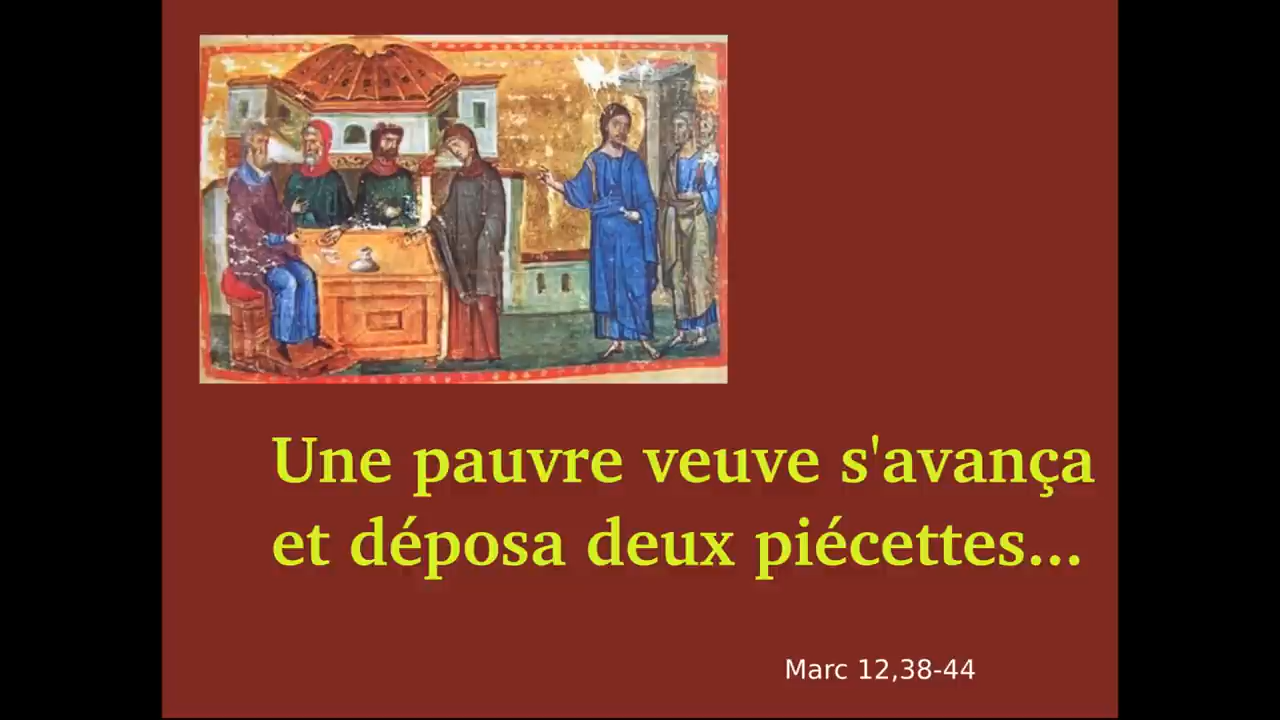 Une pauvre veuve s'avança
et déposa deux piécettes...
Marc 12,38-44